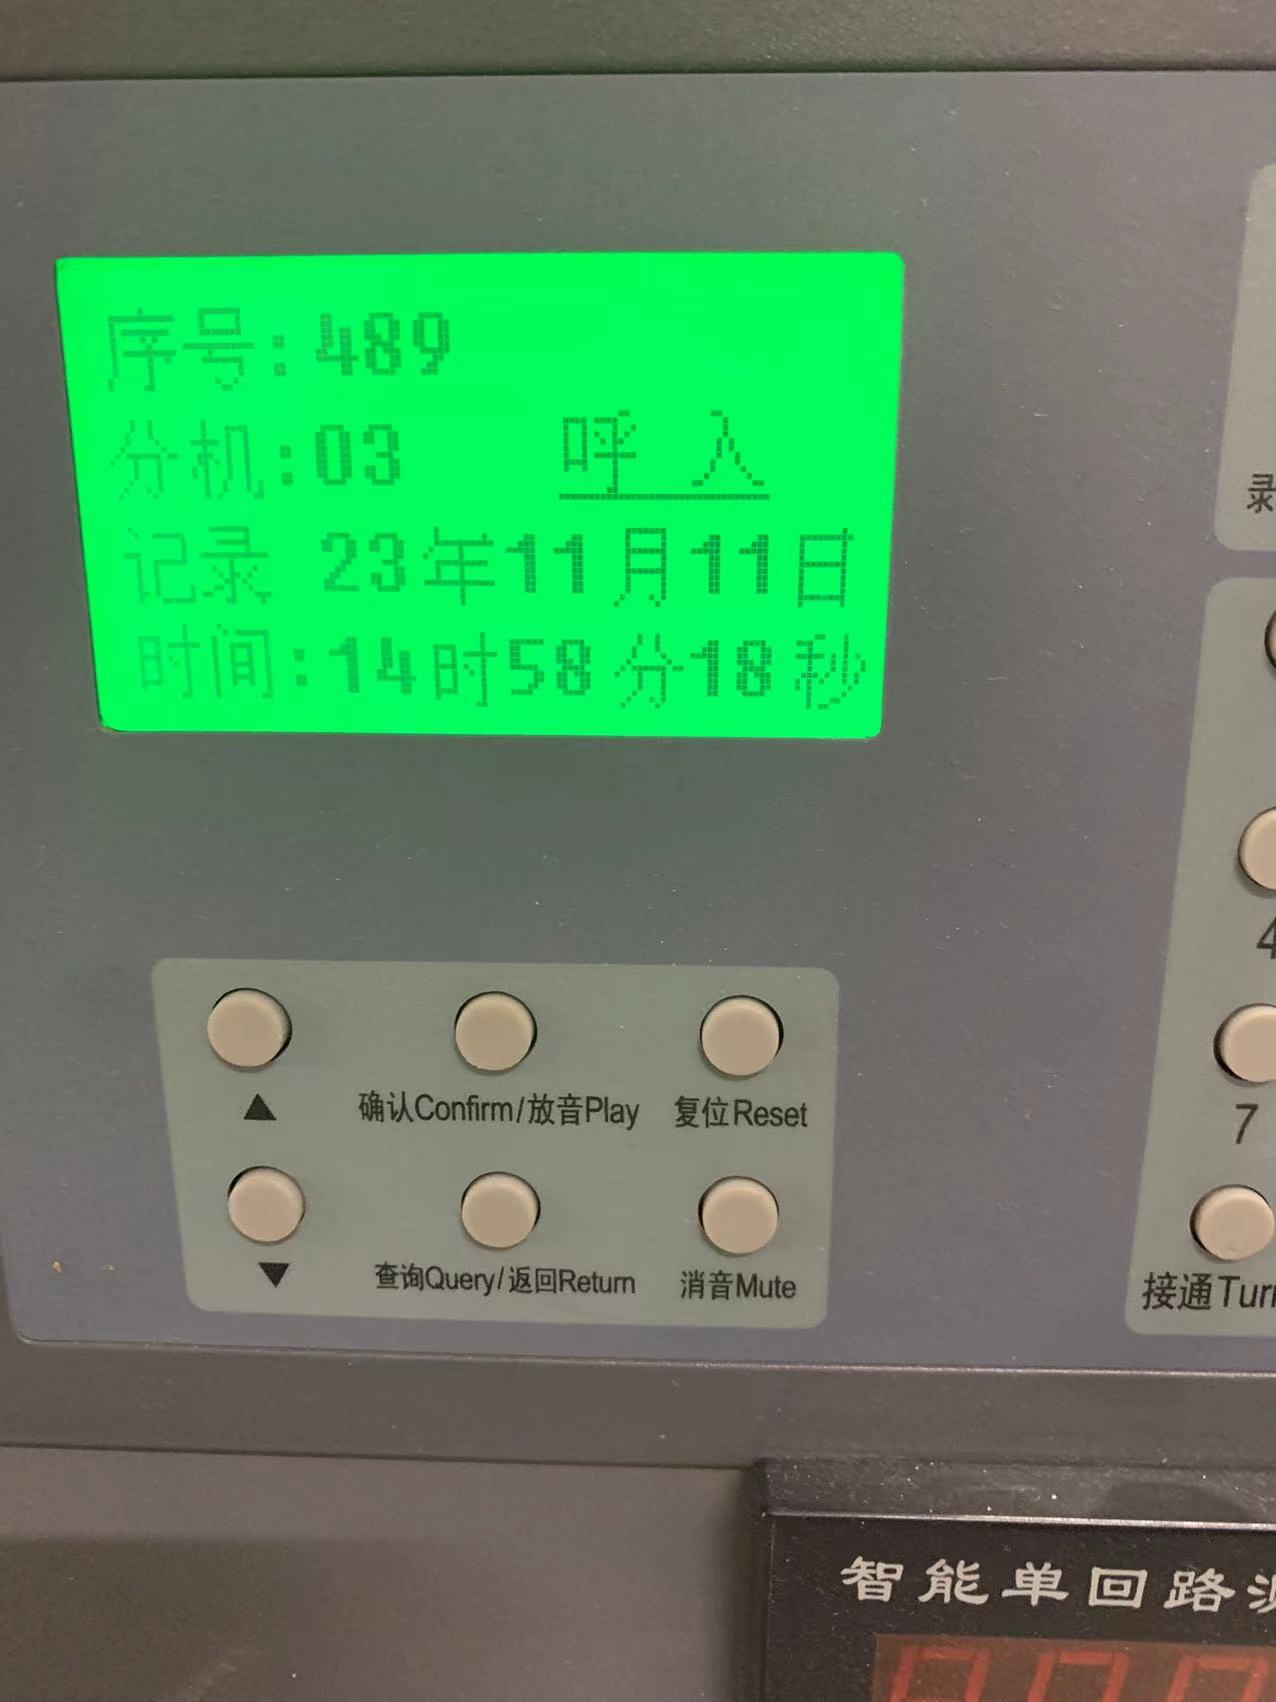 序号:489
分机:03 呼 入
记录 23年11月11日
时间:14时58分18秒
▲ 确认Confirm/放音Play 复位Reset
▼ 查询Query/返回Return 消音Mute
4
7
接通
智能单回路